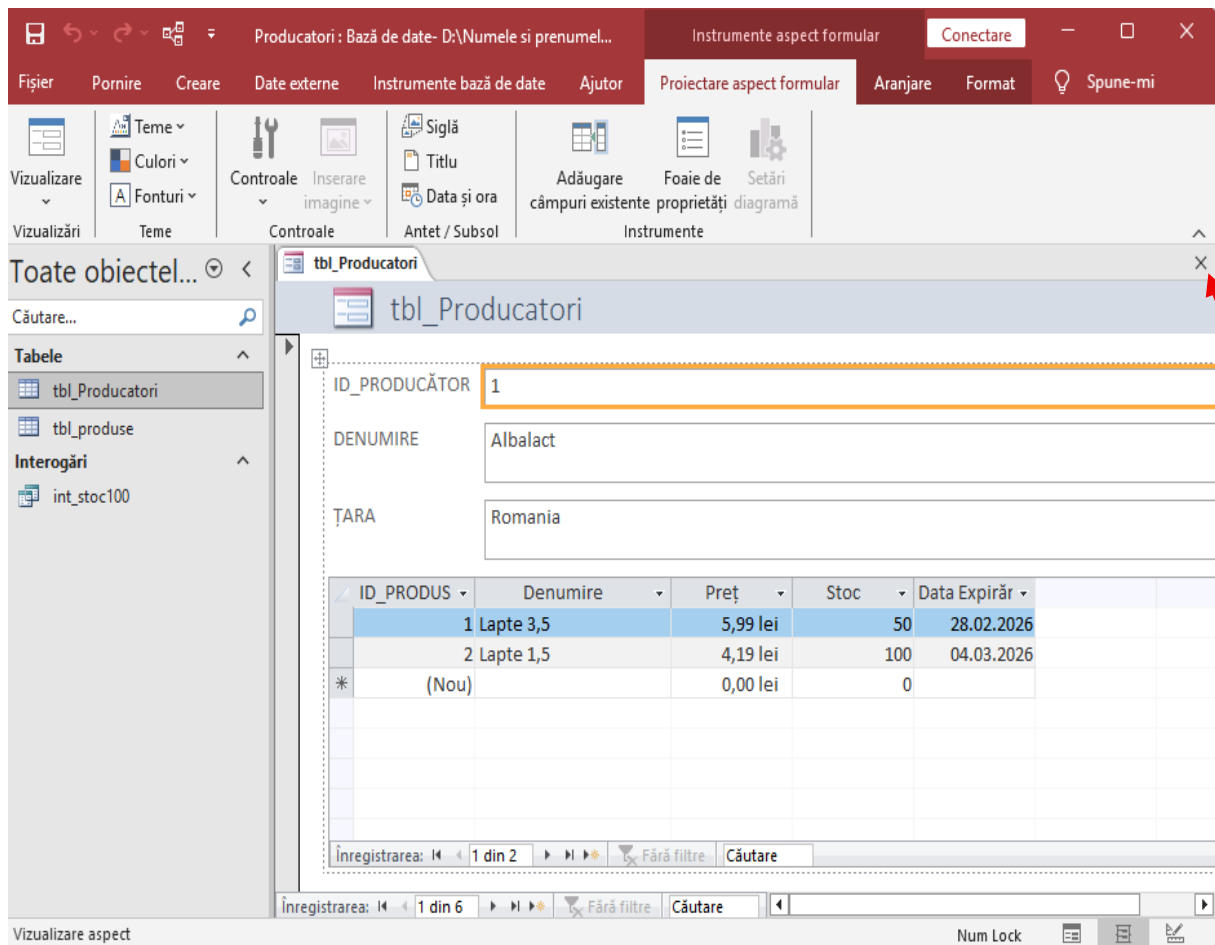 Producatori : Bază de date- D:\Numele si prenumel...
Instrumente aspect formular
Conectare
Fișier Pornire Creare Date externe Instrumente bază de date Ajutor Proiectare aspect formular Aranjare Format Spune-mi
Vizualizare
Teme
Culori
A Fonturi
Controale
Inserare
imagine
Siglă
Titlu
Data și ora
Adăugare
câmpuri existente
Foaie de
proprietăți
Setări
diagramă
Vizualizări Teme Controale Antet / Subsol Instrumente
Toate obiectel...
Căutare...
Tabele
tbl_Producatori
tbl_produse
Interogări
int_stoc100
tbl_Producatori
tbl_Producatori
ID_PRODUCĂTOR 1
DENUMIRE Albalact
ȚARA Romania
ID_PRODUS Denumire Preț Stoc Data Expirăr
1 Lapte 3,5 5,99 lei 50 28.02.2026
2 Lapte 1,5 4,19 lei 100 04.03.2026
(Nou) 0,00 lei 0
Înregistrarea: 1 din 2 Fără filtre Căutare
Înregistrarea: 1 din 6 Fără filtre Căutare
Vizualizare aspect Num Lock